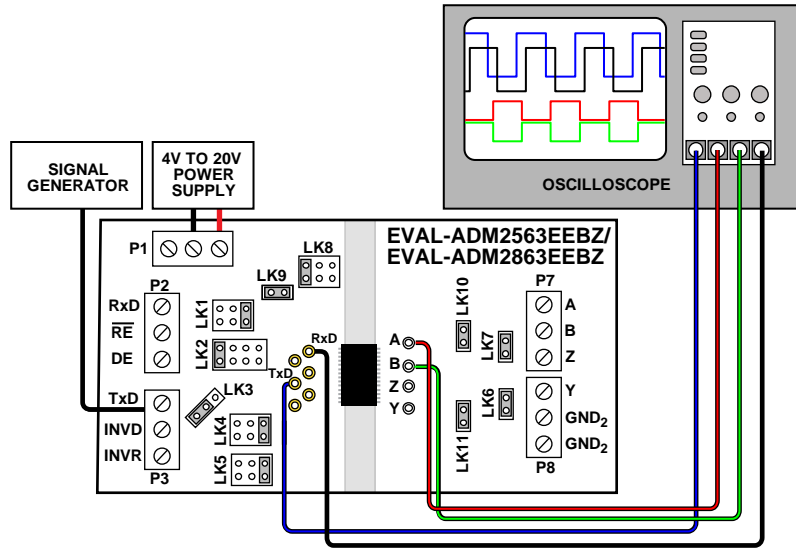 OSCILLOSCOPE
SIGNAL
GENERATOR
4V TO 20V
POWER
SUPPLY
EVAL-ADM2563EEBZ/
EVAL-ADM2863EEBZ
P1
LK8
LK9
P2
RxD
RE
DE
LK1
LK2
RxD
TxD
LK3
TxD
INVD
INVR
P3
LK4
LK5
A
B
Z
Y
LK10
LK7
LK6
LK11
P7
A
B
Z
Y
GND2
GND2
P8